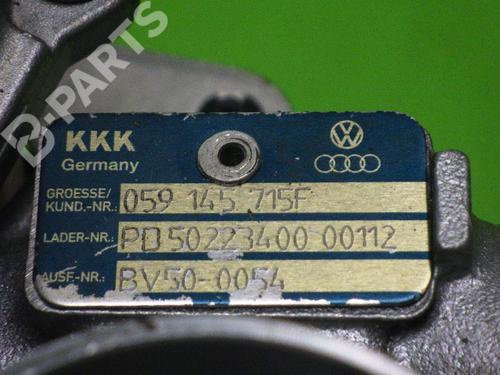 B-PARTS
KKK
Germany
GROESSE/
KUND.-NR.: 059 145 715F
LADER-NR.: PD 50223400 00112
AUSF.-NR.: BV50-0054